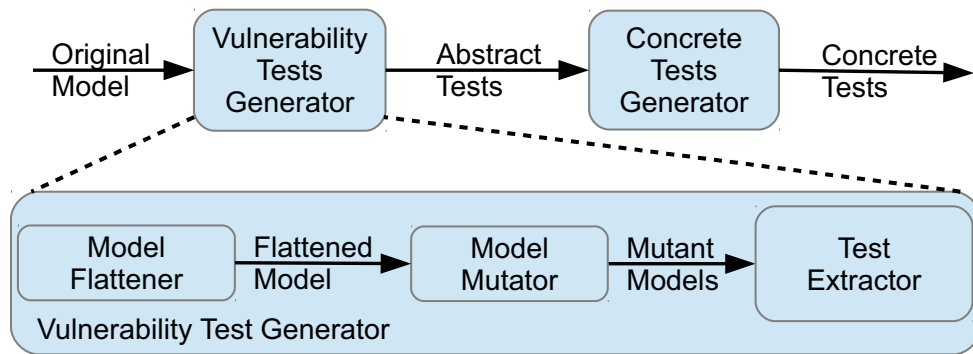 Original
Model
Vulnerability
Tests
Generator
Abstract
Tests
Concrete
Tests
Generator
Concrete
Tests
Model
Flattener
Flattened
Model
Model
Mutator
Mutant
Models
Test
Extractor
Vulnerability Test Generator